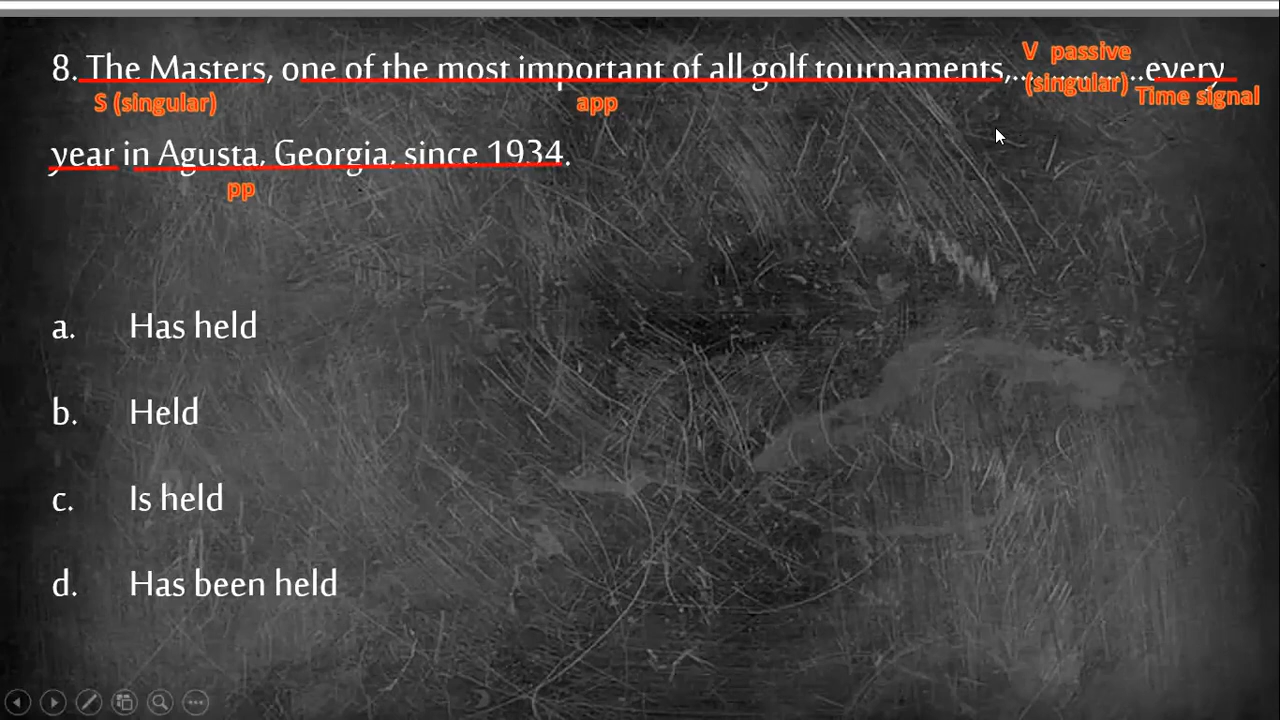 8. The Masters, one of the most important of all golf tournaments,..............every
V passive
(singular)
S (singular)
app
Time signal
year in Agusta, Georgia, since 1934.
pp
a. Has held
b. Held
c. Is held
d. Has been held